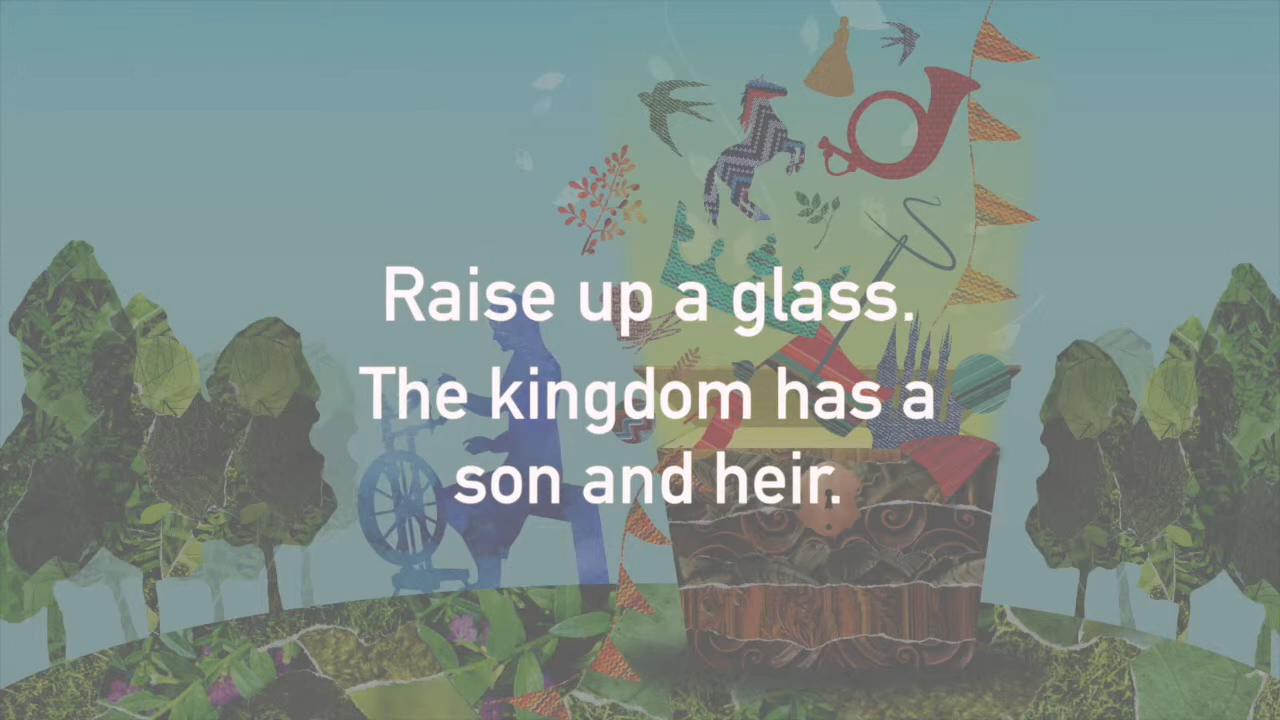 Raise up a glass.
The kingdom has a
son and heir.